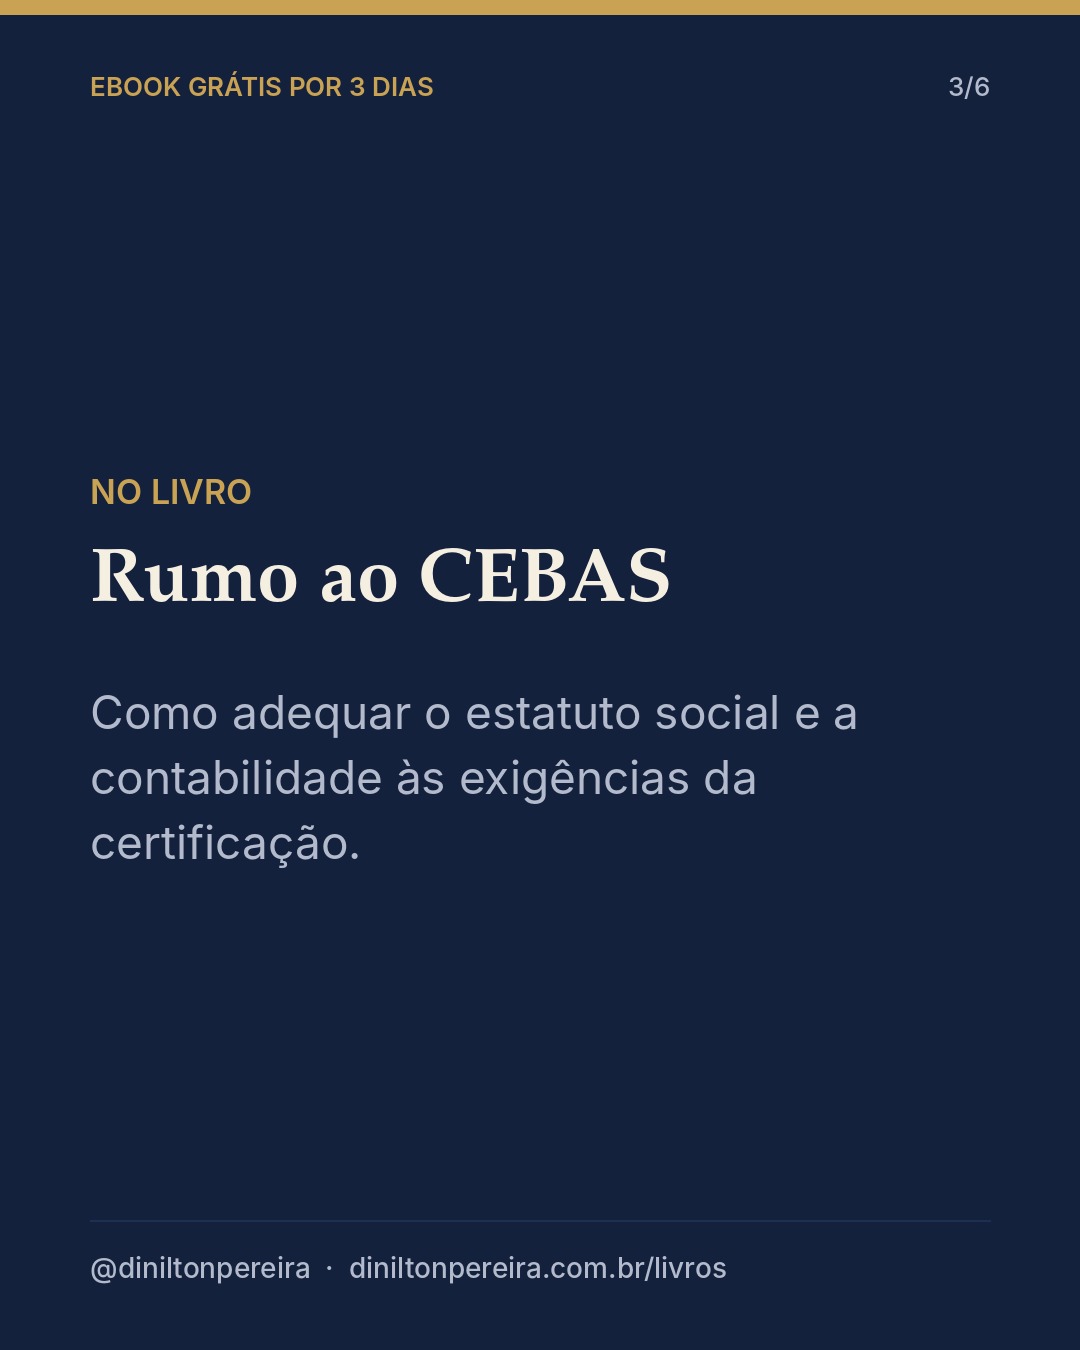 EBOOK GRÁTIS POR 3 DIAS
3/6
NO LIVRO
Rumo ao CEBAS
Como adequar o estatuto social e a
contabilidade às exigências da
certificação.
@diniltonpereira · diniltonpereira.com.br/livros